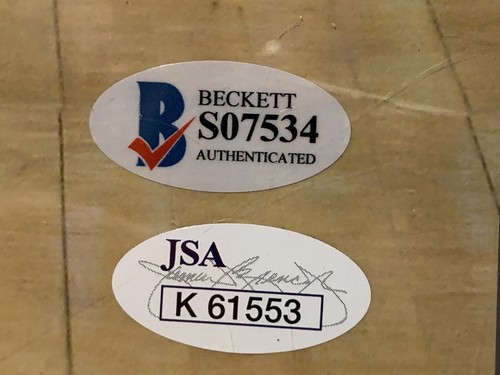 BECKETT
S07534
AUTHENTICATED
JSA
K 61553